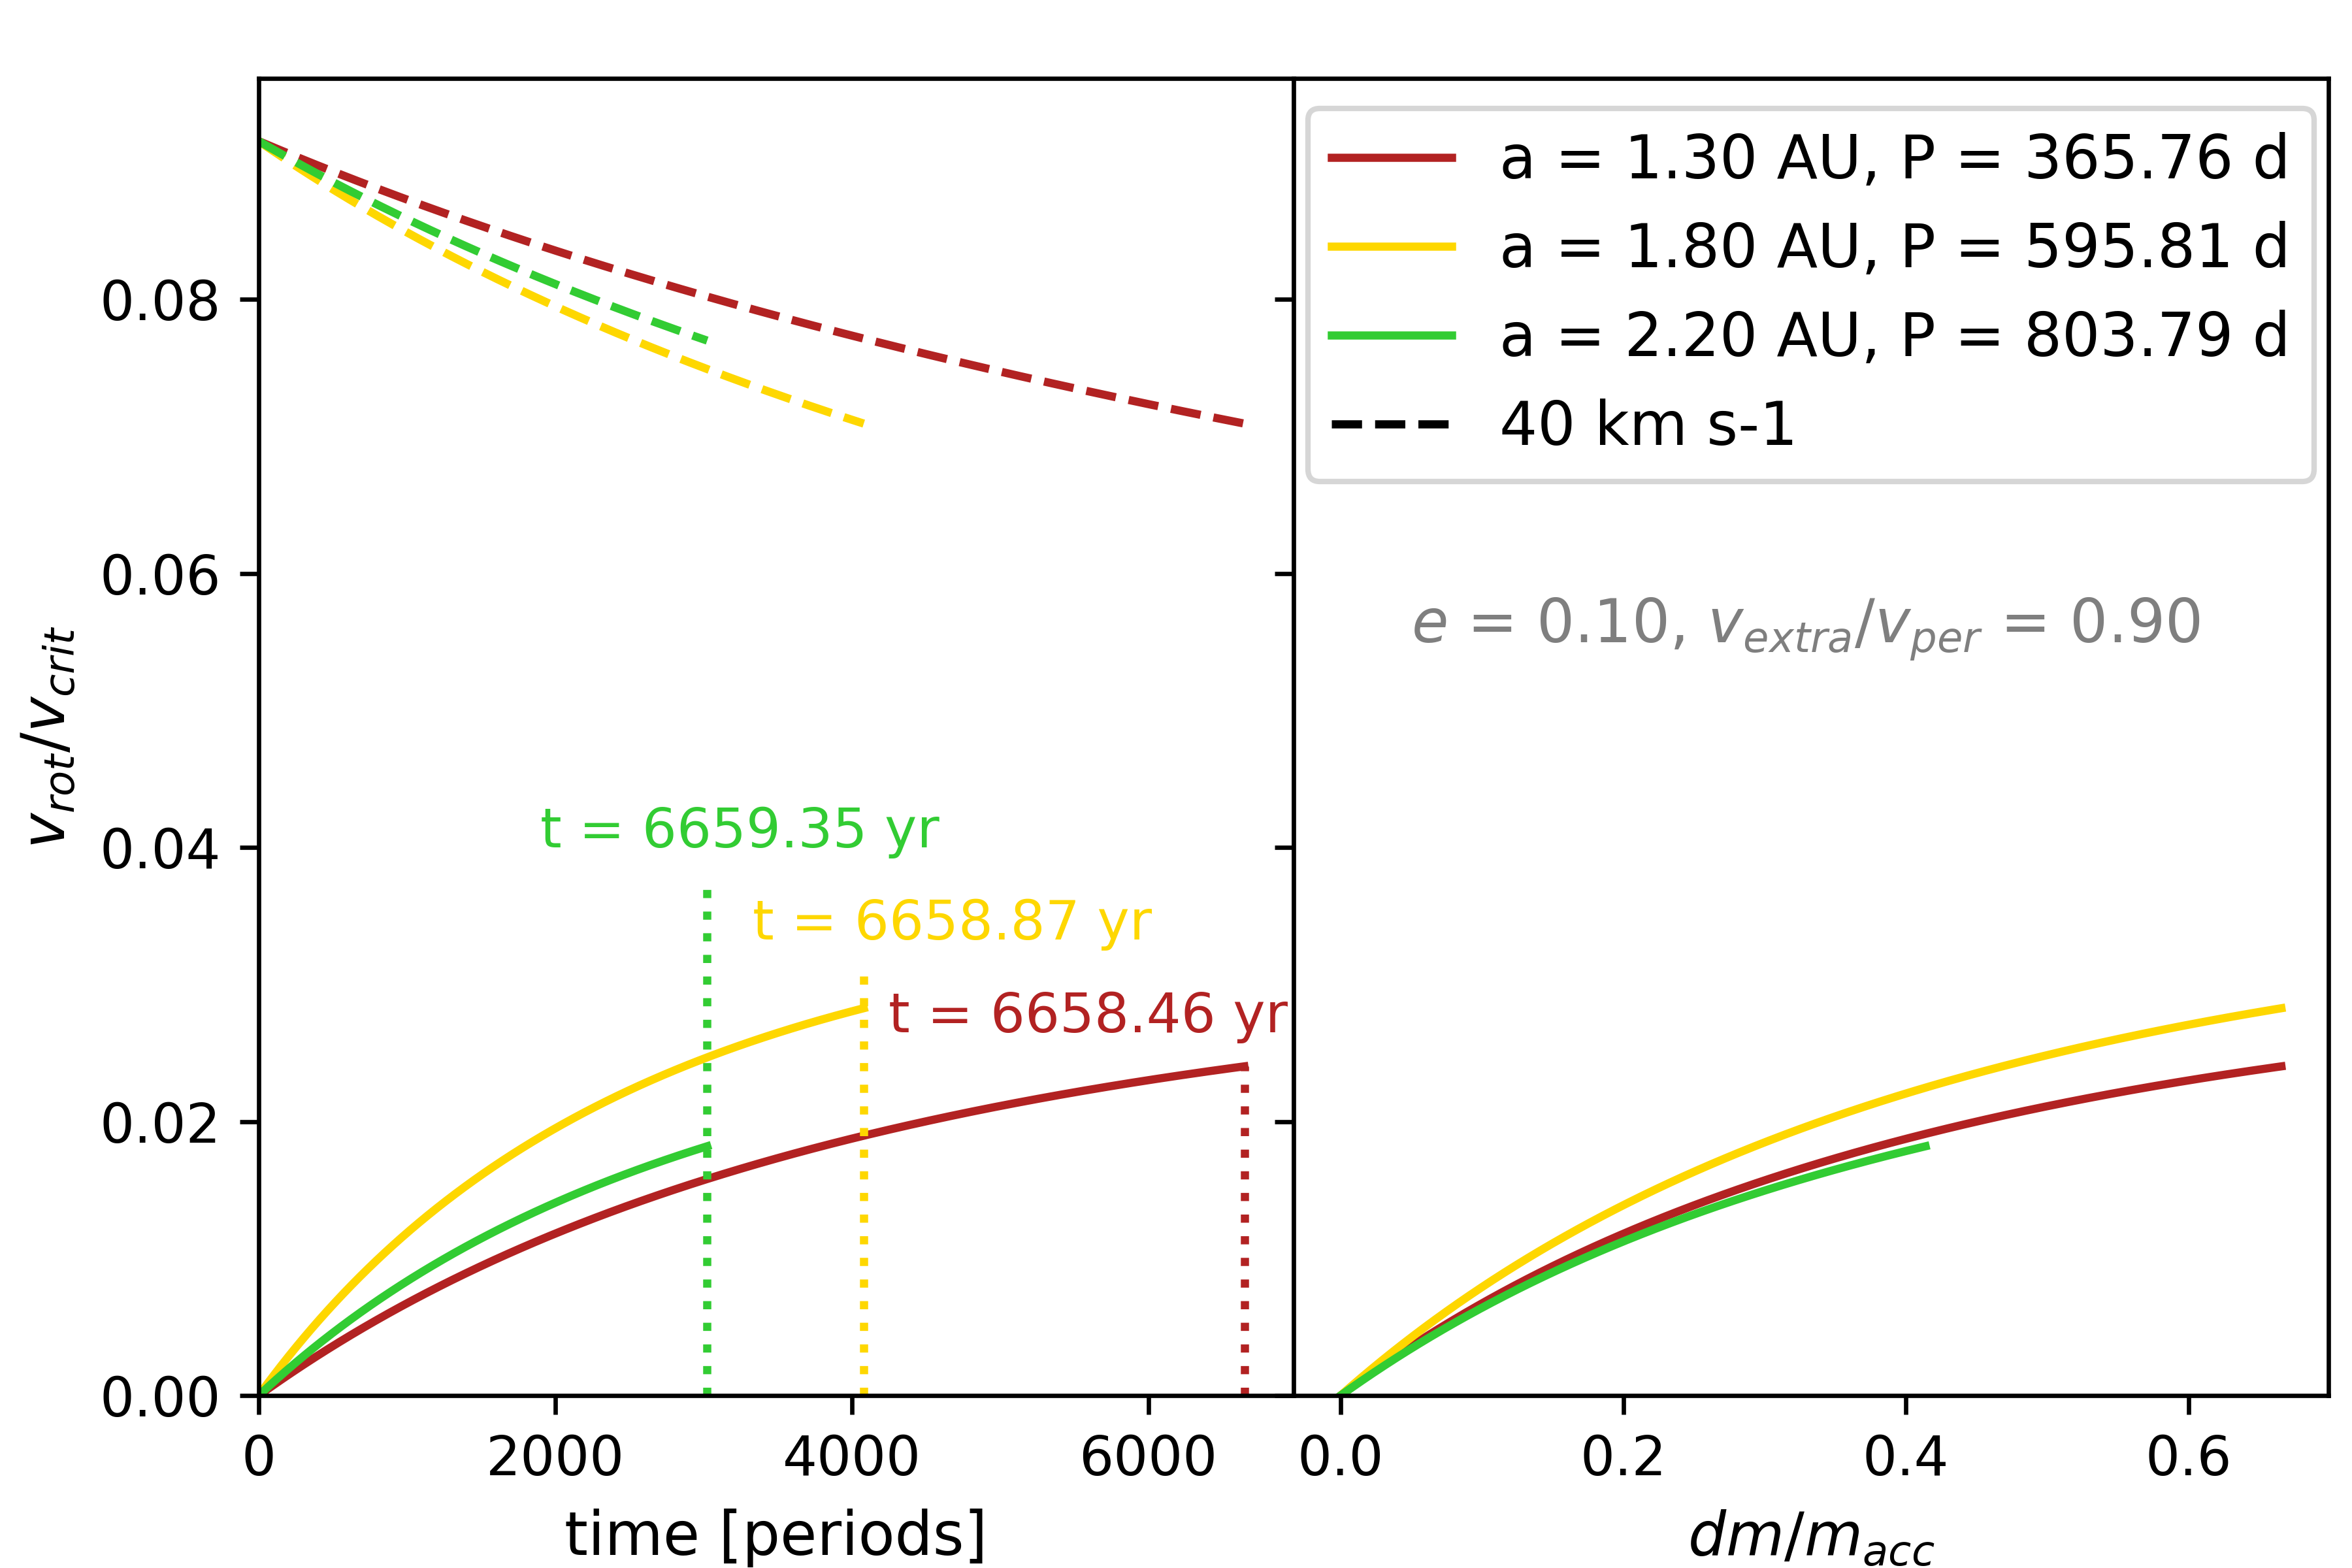 a = 1.30 AU, P = 365.76 d
a = 1.80 AU, P = 595.81 d
a = 2.20 AU, P = 803.79 d
40 km s-1
e = 0.10, v_extra/v_per = 0.90
v_rot/v_crit
0.08
0.06
0.04
0.02
0.00
t = 6659.35 yr
t = 6658.87 yr
t = 6658.46 yr
0 2000 4000 6000
0.0 0.2 0.4 0.6
time [periods]
dm/m_acc